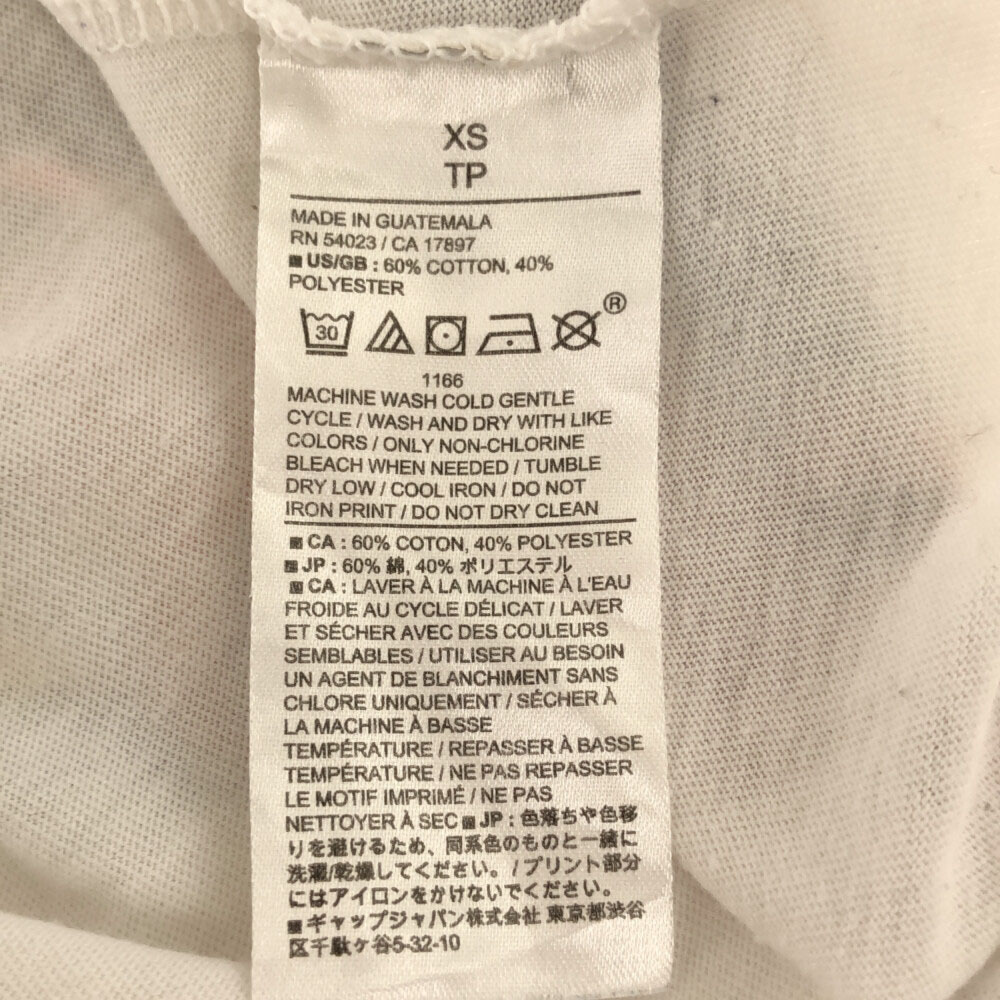 XS
TP
MADE IN GUATEMALA
RN 54023 / CA 17897
US/GB : 60% COTTON, 40%
POLYESTER
30
®
1166
MACHINE WASH COLD GENTLE
CYCLE / WASH AND DRY WITH LIKE
COLORS / ONLY NON-CHLORINE
BLEACH WHEN NEEDED / TUMBLE
DRY LOW / COOL IRON / DO NOT
IRON PRINT / DO NOT DRY CLEAN
CA : 60% COTON, 40% POLYESTER
JP : 60% 綿, 40% ポリエステル
CA : LAVER À LA MACHINE À L'EAU
FROIDE AU CYCLE DÉLICAT / LAVER
ET SÉCHER AVEC DES COULEURS
SEMBLABLES / UTILISER AU BESOIN
UN AGENT DE BLANCHIMENT SANS
CHLORE UNIQUEMENT / SÉCHER À
LA MACHINE À BASSE
TEMPÉRATURE / REPASSER À BASSE
TEMPÉRATURE / NE PAS REPASSER
LE MOTIF IMPRIMÉ / NE PAS
NETTOYER À SEC JP : 色落ちや色移
りを避けるため、同系色のものと一緒に
洗濯/乾燥してください。/ プリント部分
にはアイロンをかけないでください。
ギャップジャパン株式会社 東京都渋谷
区千駄ケ谷5-32-10